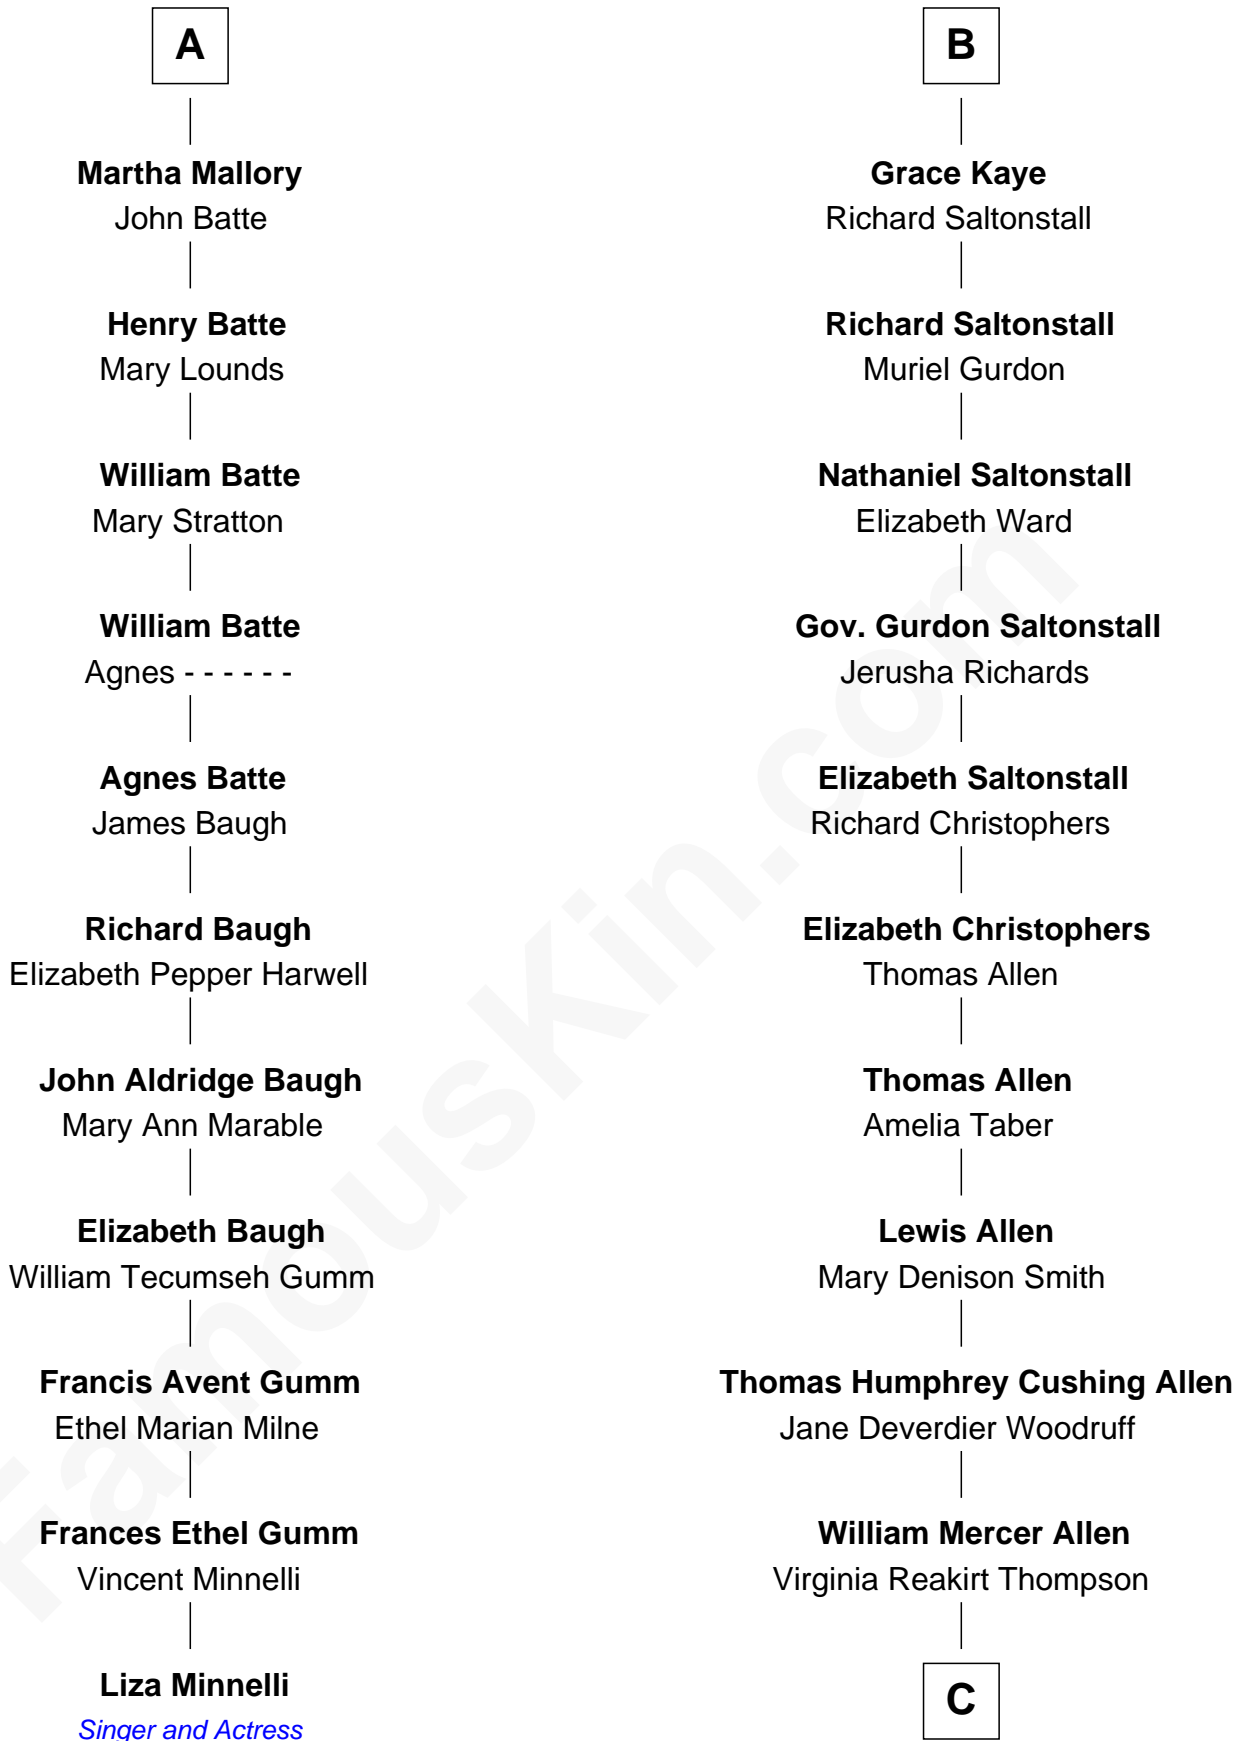 A
Martha Mallory
John Batte
Henry Batte
Mary Lounds
William Batte
Mary Stratton
William Batte
Agnes - - - - - -
Agnes Batte
James Baugh
Richard Baugh
Elizabeth Pepper Harwell
John Aldridge Baugh
Mary Ann Marable
Elizabeth Baugh
William Tecumseh Gumm
Francis Avent Gumm
Ethel Marian Milne
Frances Ethel Gumm
Vincent Minnelli
Liza Minnelli
Singer and Actress
B
Grace Kaye
Richard Saltonstall
Richard Saltonstall
Muriel Gurdon
Nathaniel Saltonstall
Elizabeth Ward
Gov. Gurdon Saltonstall
Jerusha Richards
Elizabeth Saltonstall
Richard Christophers
Elizabeth Christophers
Thomas Allen
Thomas Allen
Amelia Taber
Lewis Allen
Mary Denison Smith
Thomas Humphrey Cushing Allen
Jane Deverdier Woodruff
William Mercer Allen
Virginia Reakirt Thompson
C
FamousKin.com